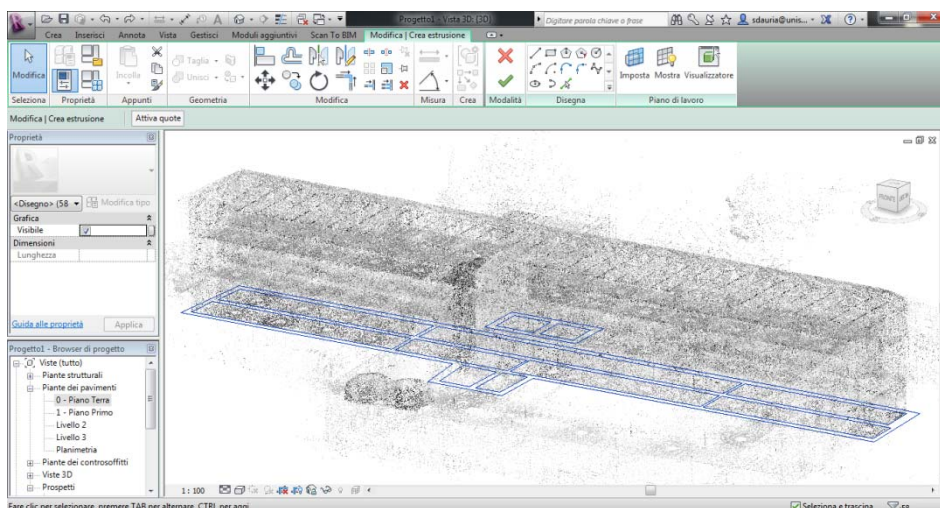 Progetto1 - Vista 3D: {3D}
Digitare parola chiave o frase
sdauria@unis...
Crea Inserisci Annota Vista Gestisci Moduli aggiuntivi Scan To BIM Modifica | Crea estrusione
Modifica Incolla Taglia Unisci Imposta Mostra Visualizzatore
Seleziona Proprietà Appunti Geometria Modifica Misura Crea Modalità Disegna Piano di lavoro
Modifica | Crea estrusione Attiva quote
Proprietà
<Disegno> (58 Modifica tipo
Grafica
Visibile
Dimensioni
Lunghezza
Guida alle proprietà Applica
Progetto1 - Browser di progetto
Viste (tutto)
Piante strutturali
Piante dei pavimenti
0 - Piano Terra
1 - Piano Primo
Livello 2
Livello 3
Planimetria
Piante dei controsoffitti
Viste 3D
Prospetti
1 : 100
Fare clic per selezionare, premere TAB per alternare, CTRL per aggi
Seleziona e trascina :58